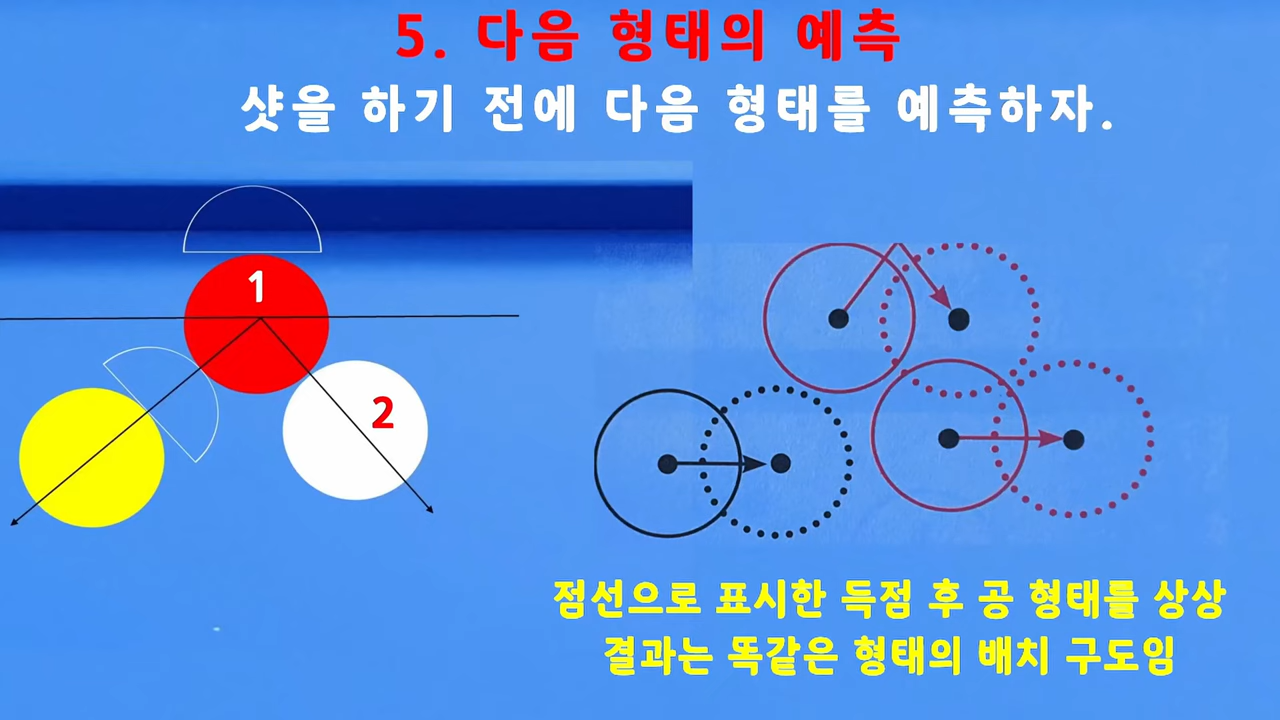 5. 다음 형태의 예측
샷을 하기 전에 다음 형태를 예측하자.
1
2
점선으로 표시한 득점 후 공 형태를 상상
결과는 똑같은 형태의 배치 구도임